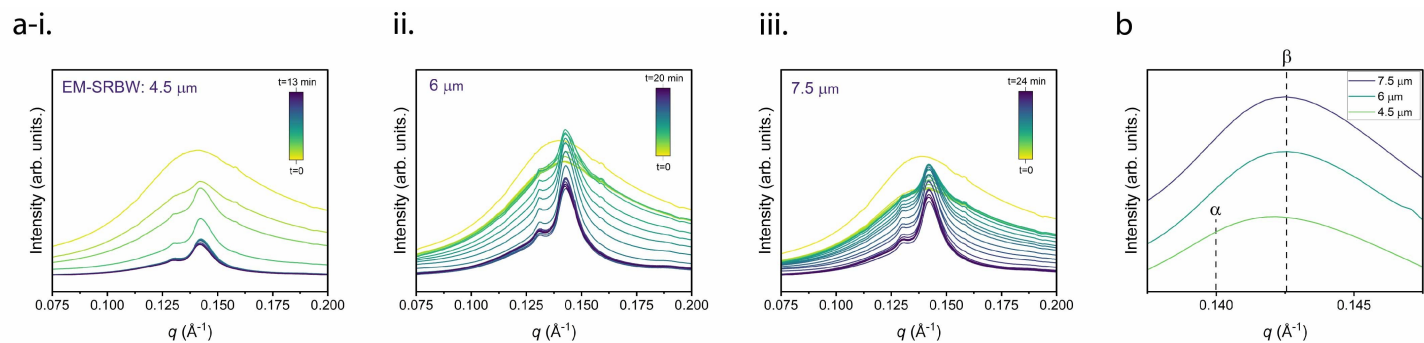 a-i.
EM-SRBW: 4.5 μm
t=13 min
t=0
Intensity (arb. units.)
0.075 0.100 0.125 0.150 0.175 0.200
q (Å-1)
ii.
6 μm
t=20 min
t=0
Intensity (arb. units.)
0.075 0.100 0.125 0.150 0.175 0.200
q (Å-1)
iii.
7.5 μm
t=24 min
t=0
Intensity (arb. units.)
0.075 0.100 0.125 0.150 0.175 0.200
q (Å-1)
b
β
7.5 μm
6 μm
4.5 μm
α
Intensity (arb. units.)
0.140 0.145
q (Å-1)